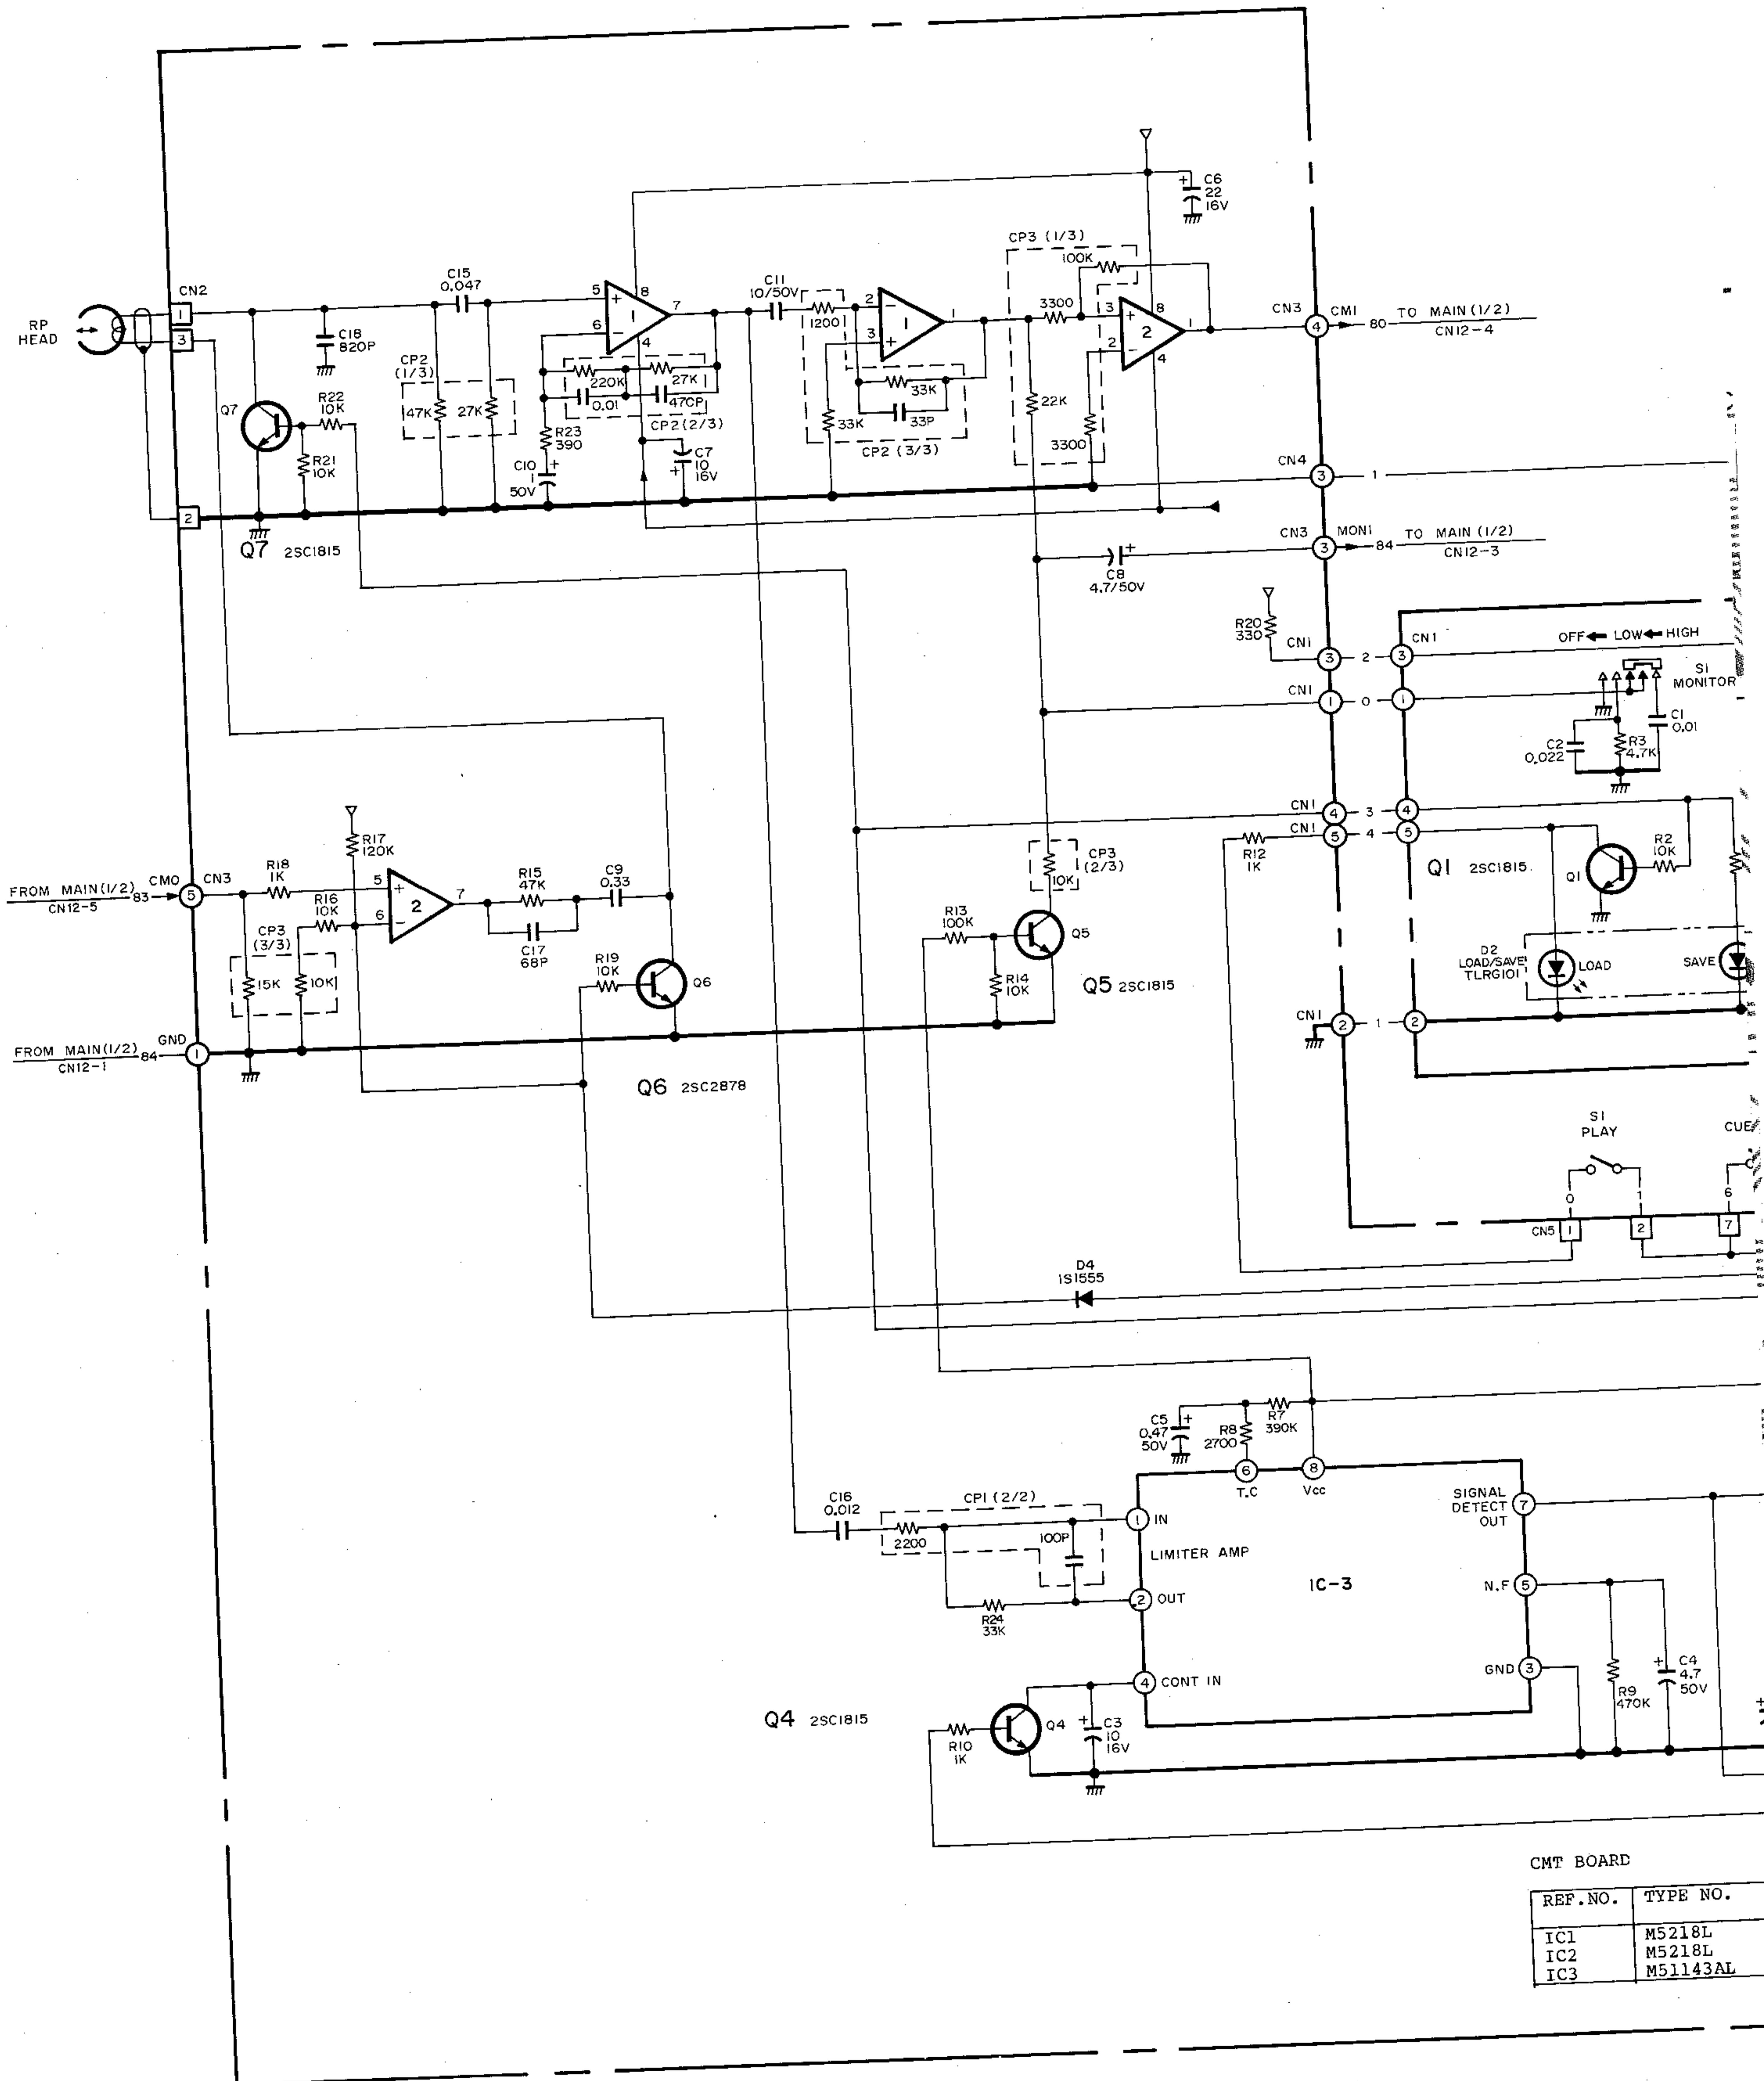 C6
22
16V
+
CP3 (1/3)
100K
CN2
C15
0.047
C11
10/50V
RP
HEAD
1
3
C18
820P
5
6
+
−
8
1
7
4
1200
2
3
−
+
1
1
3300
3
2
+
−
8
2
1
4
CN3
CM1
4
80
TO MAIN (1/2)
CN12-4
CP2
(1/3)
47K
27K
220K
27K
0.01
470P
CP2 (2/3)
33K
33K
33P
CP2 (3/3)
22K
3300
Q7
R22
10K
R21
10K
R23
390
C10
1
50V
+
C7
10
16V
+
CN4
3
1
2
Q7 2SC1815
CN3
MONI
3
84
TO MAIN (1/2)
CN12-3
C8
4.7/50V
+
R20
330
CN1
3
2
3
CN1
OFF LOW HIGH
S1
MONITOR
CN1
1
0
1
C1
0.01
C2
0.022
R3
4.7K
CN1
4
3
4
CN1
5
4
5
R12
1K
Q1 2SC1815
Q1
R2
10K
R17
120K
FROM MAIN(1/2)
CN12-5
83
CMO
5
CN3
R18
1K
R16
10K
5
6
+
−
2
7
R15
47K
C17
68P
C9
0.33
CP3
(3/3)
15K
10K
R19
10K
Q6
CP3
(2/3)
10K
R13
100K
R14
10K
Q5
Q5 2SC1815
D2
LOAD/SAVE
TLRG101
LOAD
SAVE
FROM MAIN(1/2)
CN12-1
84
GND
1
CN1
2
1
2
Q6 2SC2878
S1
PLAY
CUE
0
1
6
CN5
1
2
7
D4
1S1555
C5
0.47
50V
+
R8
2700
R7
390K
6
8
T.C
Vcc
C16
0.012
CP1 (2/2)
2200
100P
R24
33K
1
IN
LIMITER AMP
2
OUT
IC-3
SIGNAL
DETECT
OUT
7
N.F
5
GND
3
4
CONT IN
R9
470K
C4
4.7
50V
+
Q4 2SC1815
R10
1K
Q4
C3
10
16V
+
CMT BOARD
REF.NO. TYPE NO.
IC1 M5218L
IC2 M5218L
IC3 M51143AL